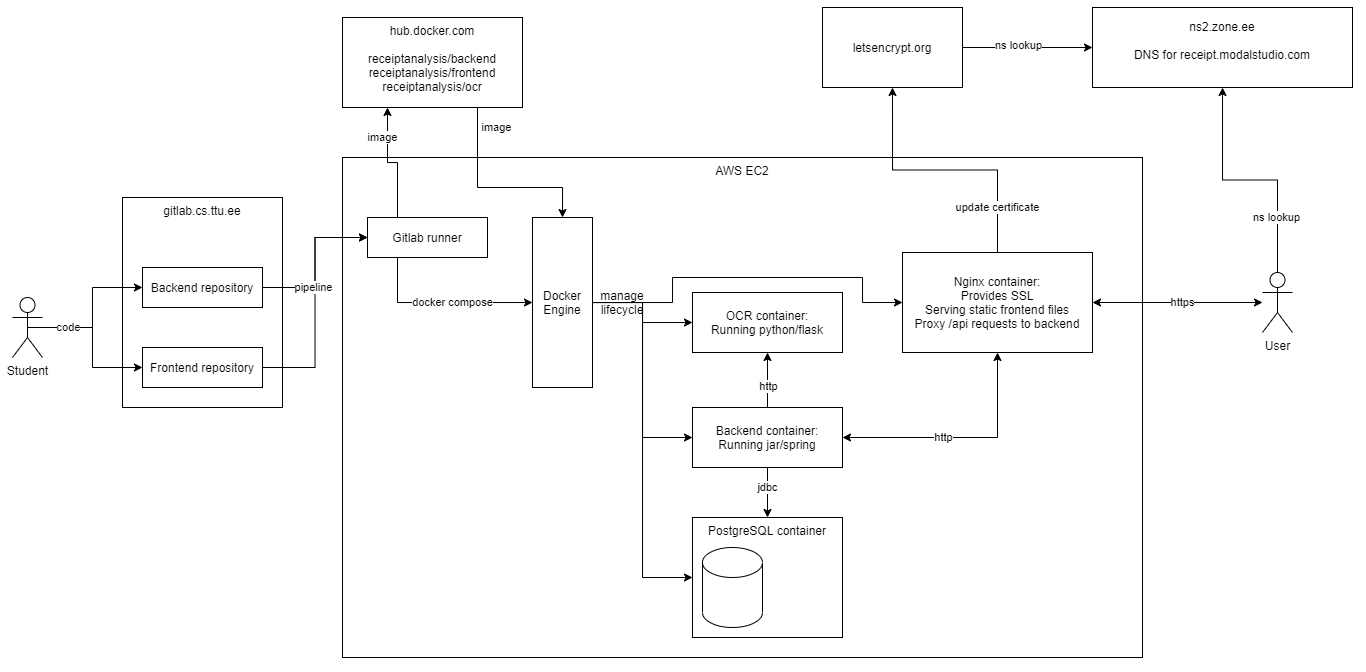 hub.docker.com
receiptanalysis/backend
receiptanalysis/frontend
receiptanalysis/ocr
letsencrypt.org
ns lookup
ns2.zone.ee
DNS for receipt.modalstudio.com
image
image
AWS EC2
gitlab.cs.ttu.ee
Backend repository
Frontend repository
Student
code
pipeline
Gitlab runner
docker compose
Docker
Engine
manage
lifecycle
OCR container:
Running python/flask
http
Backend container:
Running jar/spring
jdbc
PostgreSQL container
http
update certificate
Nginx container:
Provides SSL
Serving static frontend files
Proxy /api requests to backend
https
ns lookup
User